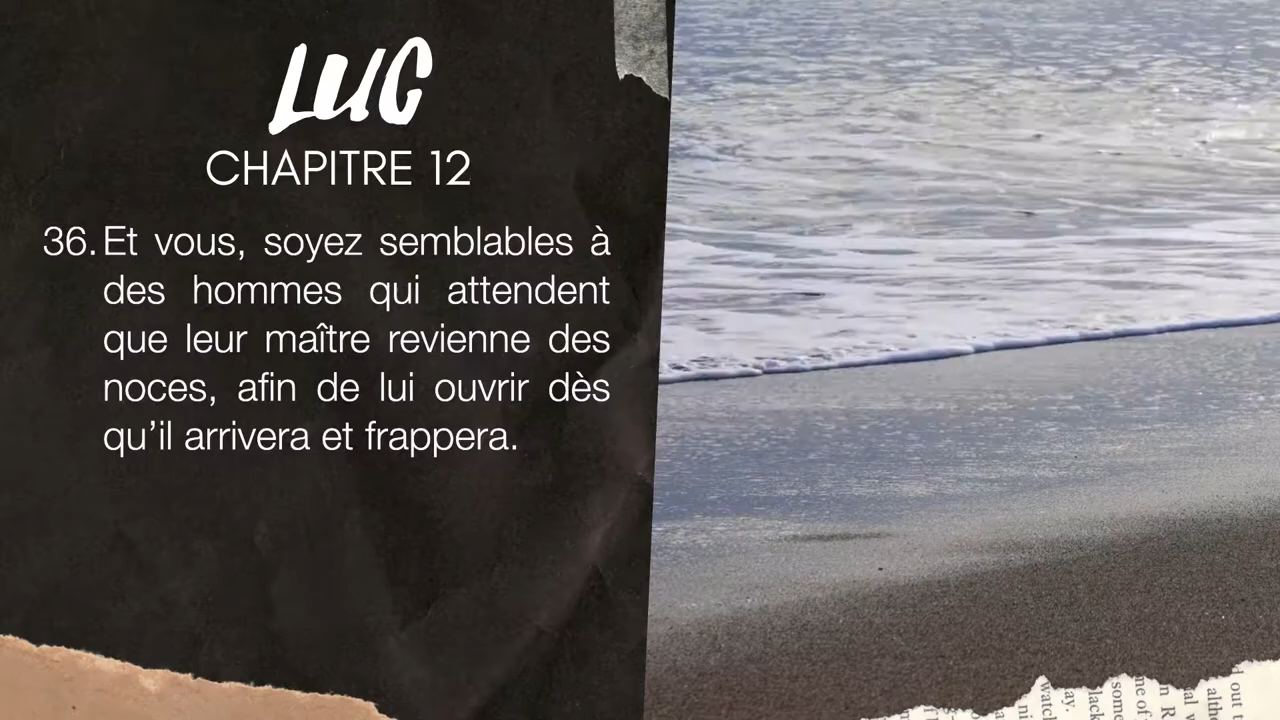 LUC
CHAPITRE 12
36. Et vous, soyez semblables à
des hommes qui attendent
que leur maître revienne des
noces, afin de lui ouvrir dès
qu’il arrivera et frappera.